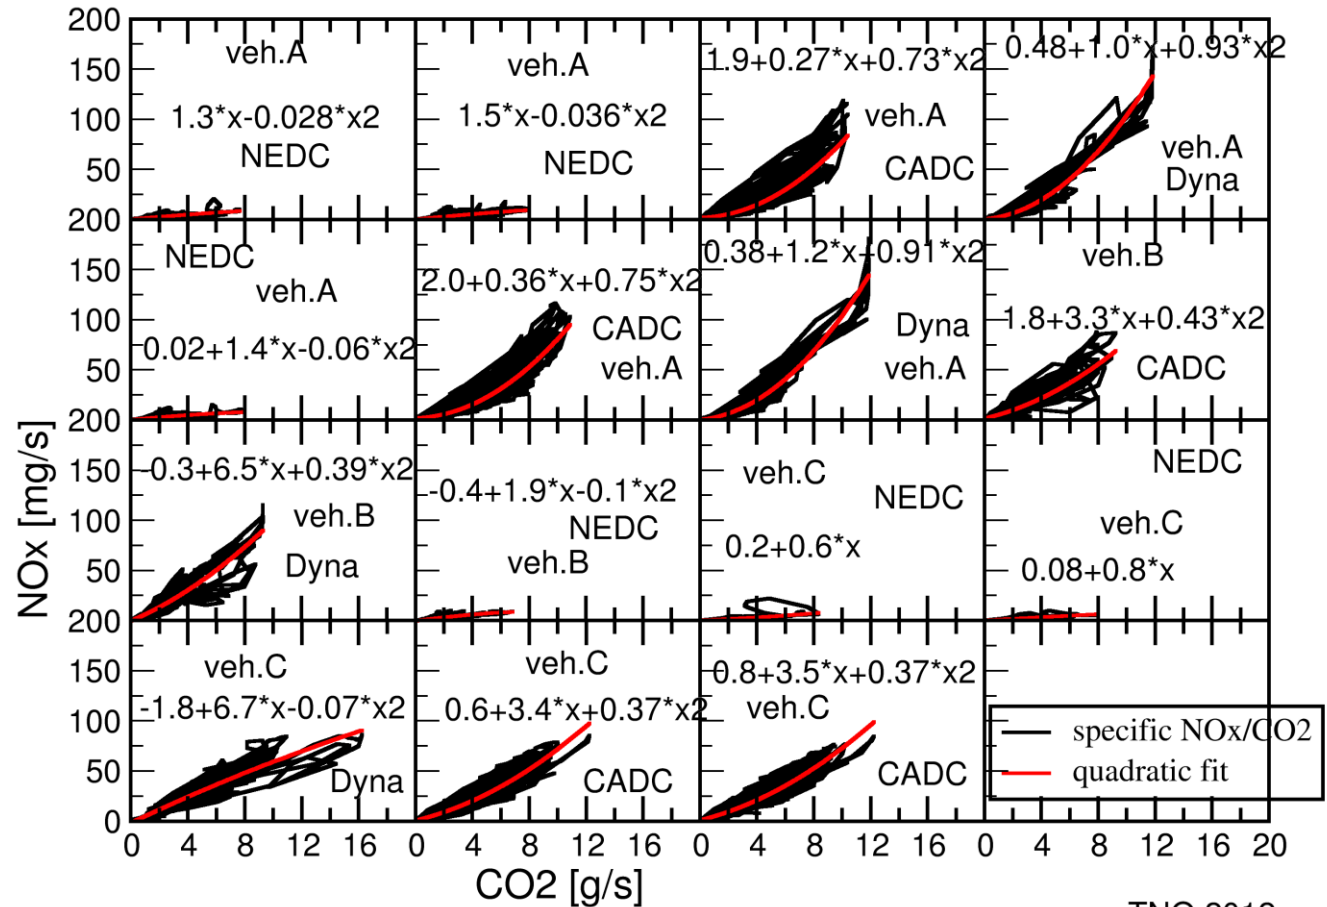 200
150
100
50
veh.A
1.3*x-0.028*x2
NEDC
veh.A
1.5*x-0.036*x2
NEDC
1.9+0.27*x+0.73*x2
veh.A
CADC
0.48+1.0*x+0.93*x2
veh.A
Dyna
200
150
100
50
NEDC
veh.A
0.02+1.4*x-0.06*x2
2.0+0.36*x+0.75*x2
CADC
veh.A
0.38+1.2*x+0.91*x2
Dyna
veh.A
veh.B
1.8+3.3*x+0.43*x2
CADC
NOx [mg/s]
200
150
100
50
-0.3+6.5*x+0.39*x2
veh.B
Dyna
-0.4+1.9*x-0.1*x2
NEDC
veh.B
veh.C
NEDC
0.2+0.6*x
NEDC
veh.C
0.08+0.8*x
200
150
100
50
0
veh.C
-1.8+6.7*x-0.07*x2
Dyna
veh.C
0.6+3.4*x+0.37*x2
CADC
0.8+3.5*x+0.37*x2
veh.C
CADC
specific NOx/CO2
quadratic fit
0 4 8 12 16 0 4 8 12 16 0 4 8 12 16 0 4 8 12 16 20
CO2 [g/s]